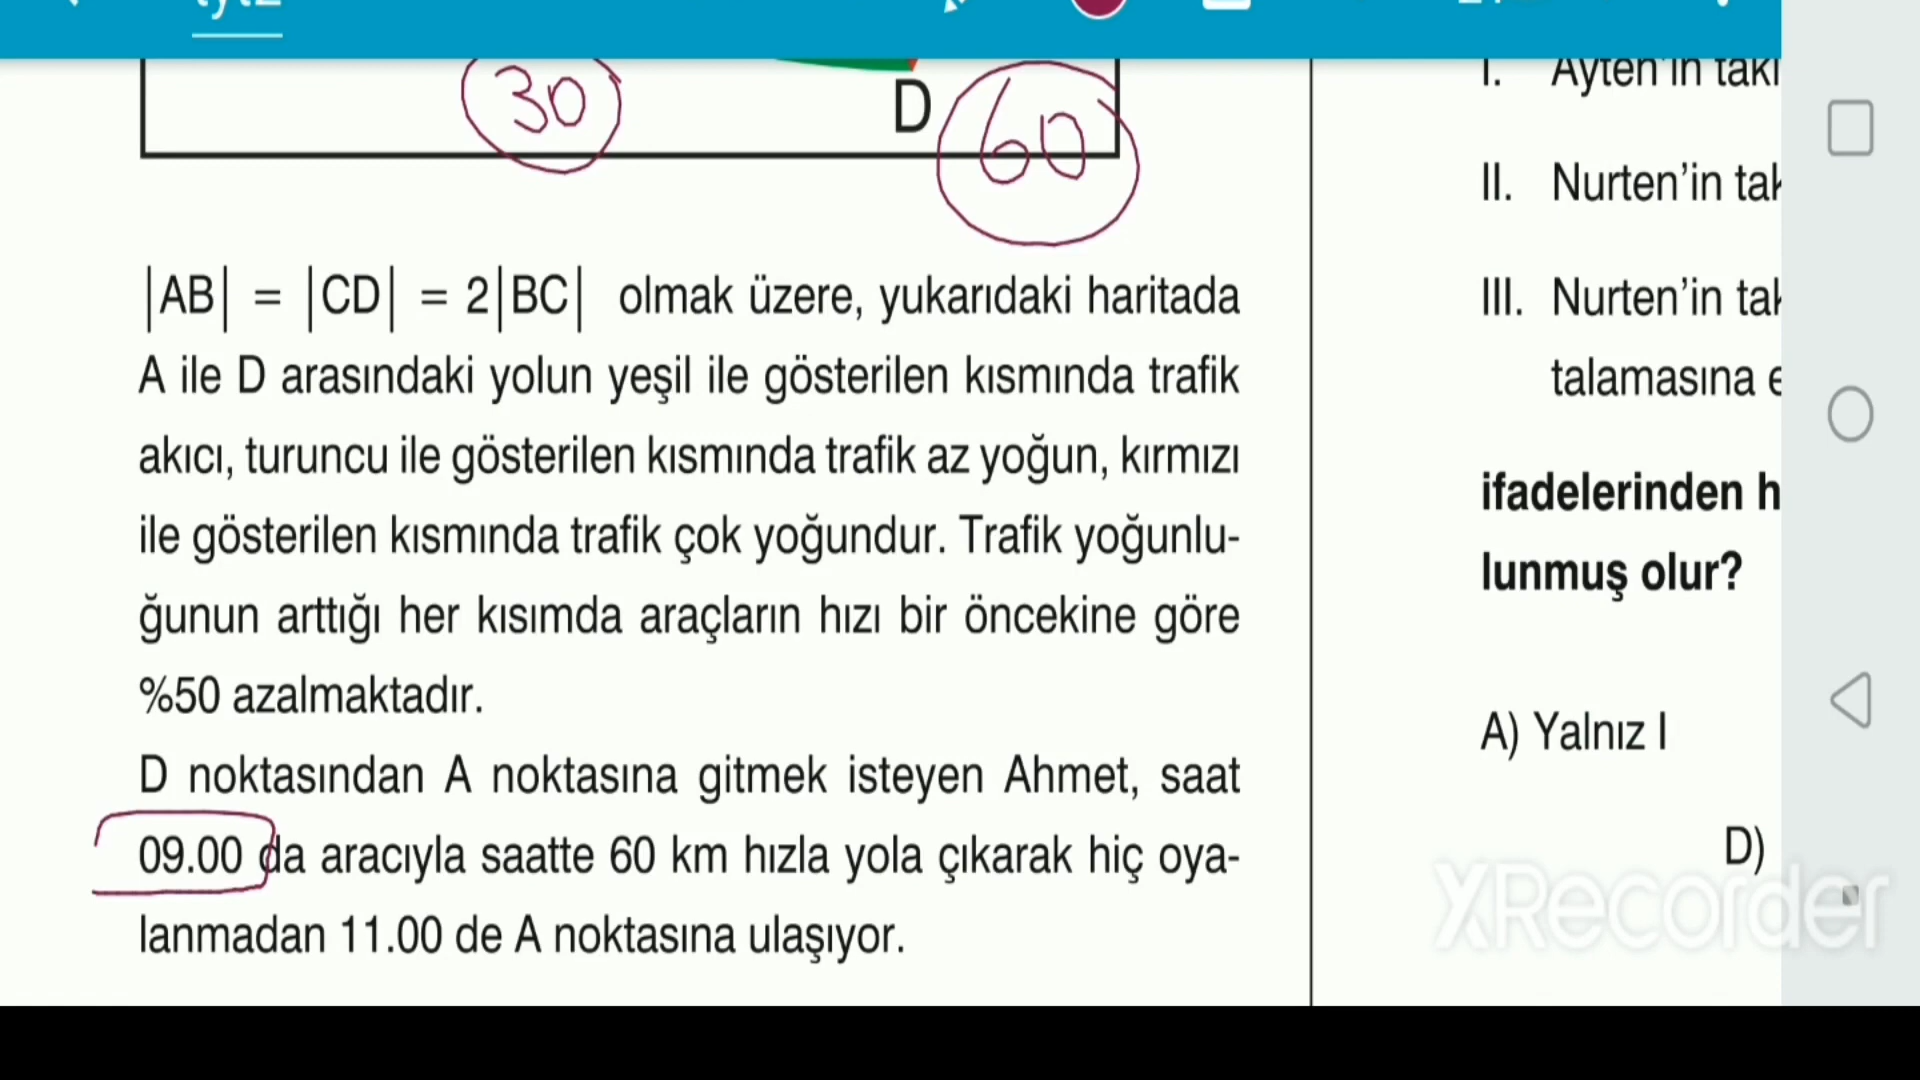 30
D
60
|AB| = |CD| = 2|BC| olmak üzere, yukarıdaki haritada
A ile D arasındaki yolun yeşil ile gösterilen kısmında trafik
akıcı, turuncu ile gösterilen kısmında trafik az yoğun, kırmızı
ile gösterilen kısmında trafik çok yoğundur. Trafik yoğunlu-
ğunun arttığı her kısımda araçların hızı bir öncekine göre
%50 azalmaktadır.
D noktasından A noktasına gitmek isteyen Ahmet, saat
09.00 da aracıyla saatte 60 km hızla yola çıkarak hiç oya-
lanmadan 11.00 de A noktasına ulaşıyor.
I. Ayten'in
II. Nurten'in
III. Nurten'in
talamasına
ifadelerinden
lunmuş olur?
A) Yalnız I
D)
XRecorder